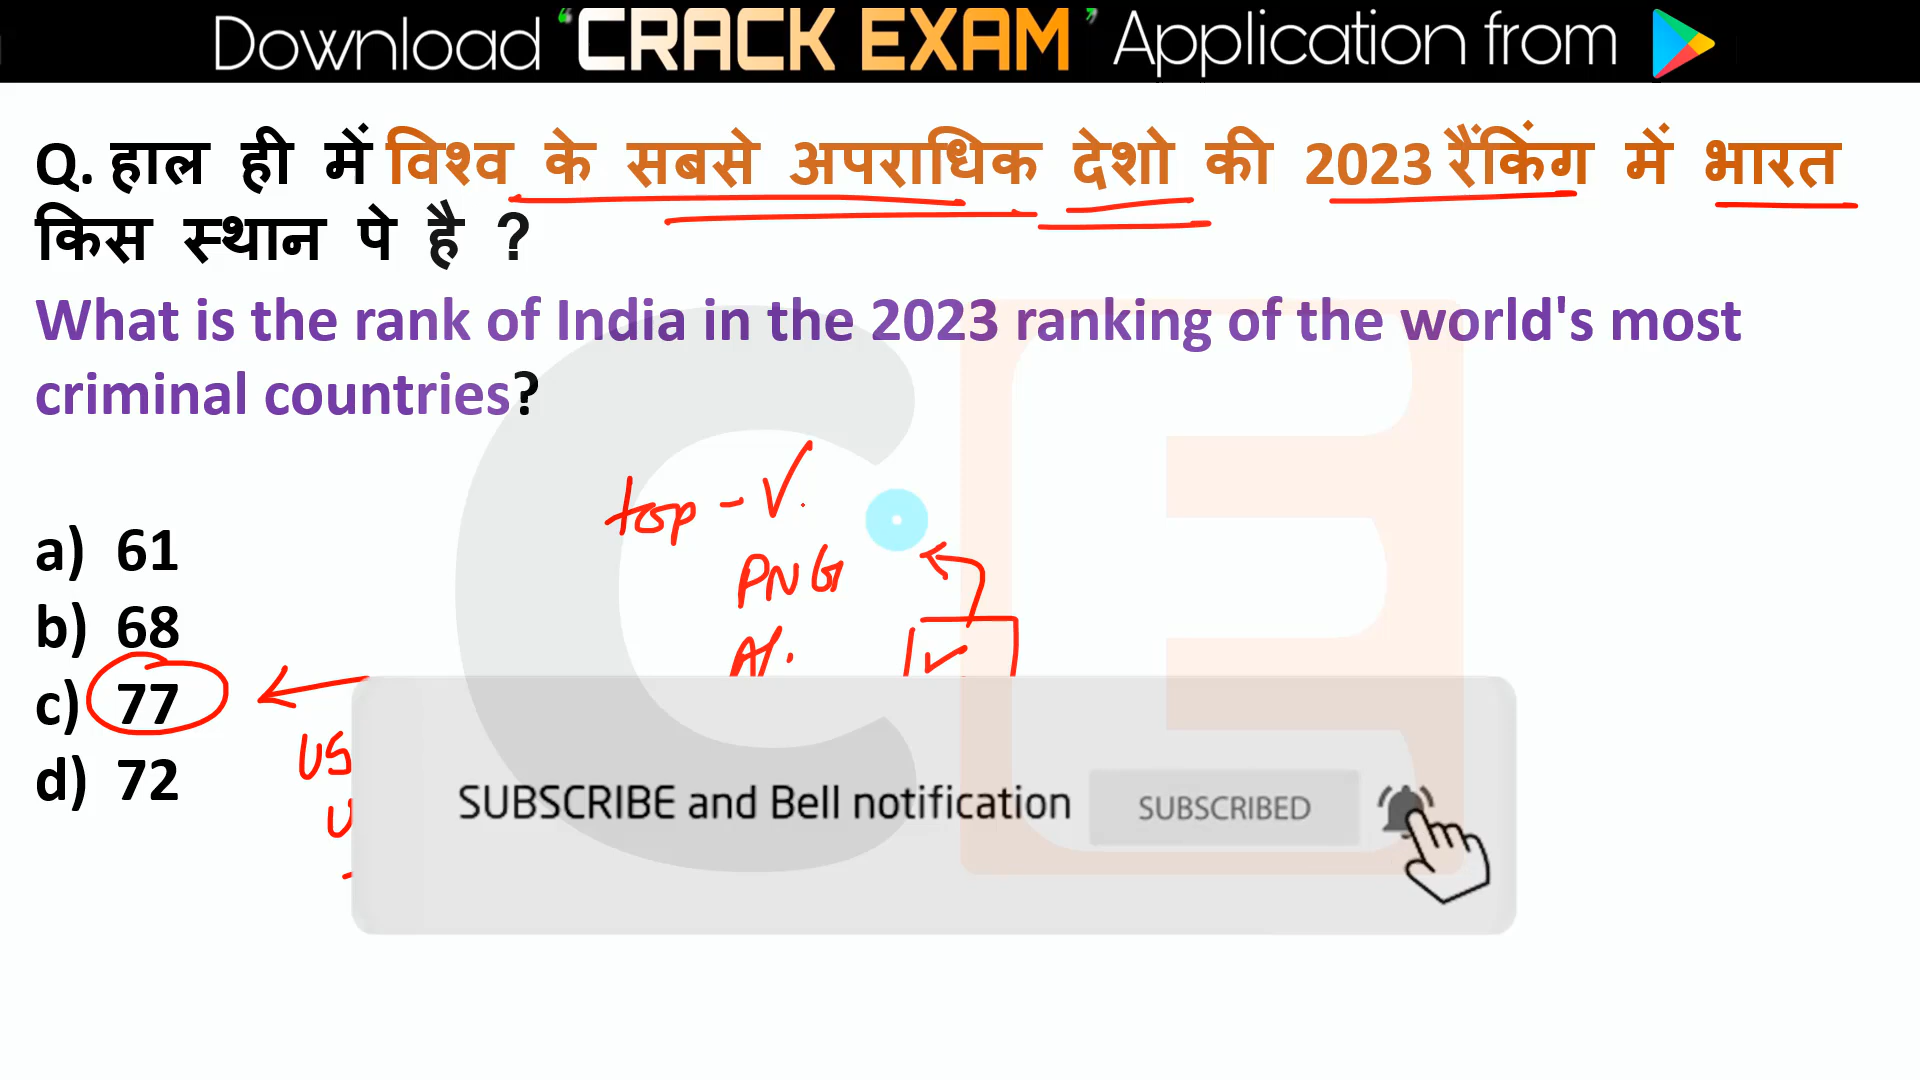 Download ‘CRACK EXAM’ Application from
Q. हाल ही में विश्व के सबसे अपराधिक देशो की 2023 रैंकिंग में भारत
किस स्थान पे है ?
What is the rank of India in the 2023 ranking of the world's most
criminal countries?
top - V.
PNG
a) 61
b) 68
c) 77
d) 72
US
SUBSCRIBE and Bell notification SUBSCRIBED
CE